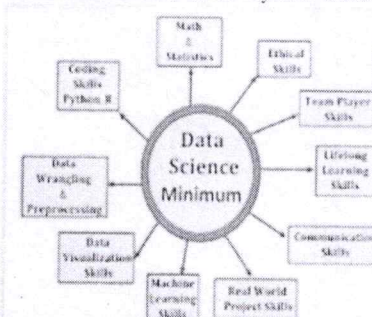 Math
&
Statistics
Ethical
Skills
Team Player
Skills
Lifelong
Learning
Skills
Communication
Skills
Real World
Project Skills
Machine
Learning
Skills
Data
Visualization
Skills
Data
Wrangling
&
Preprocessing
Coding
Skills
Python R
Data
Science
Minimum